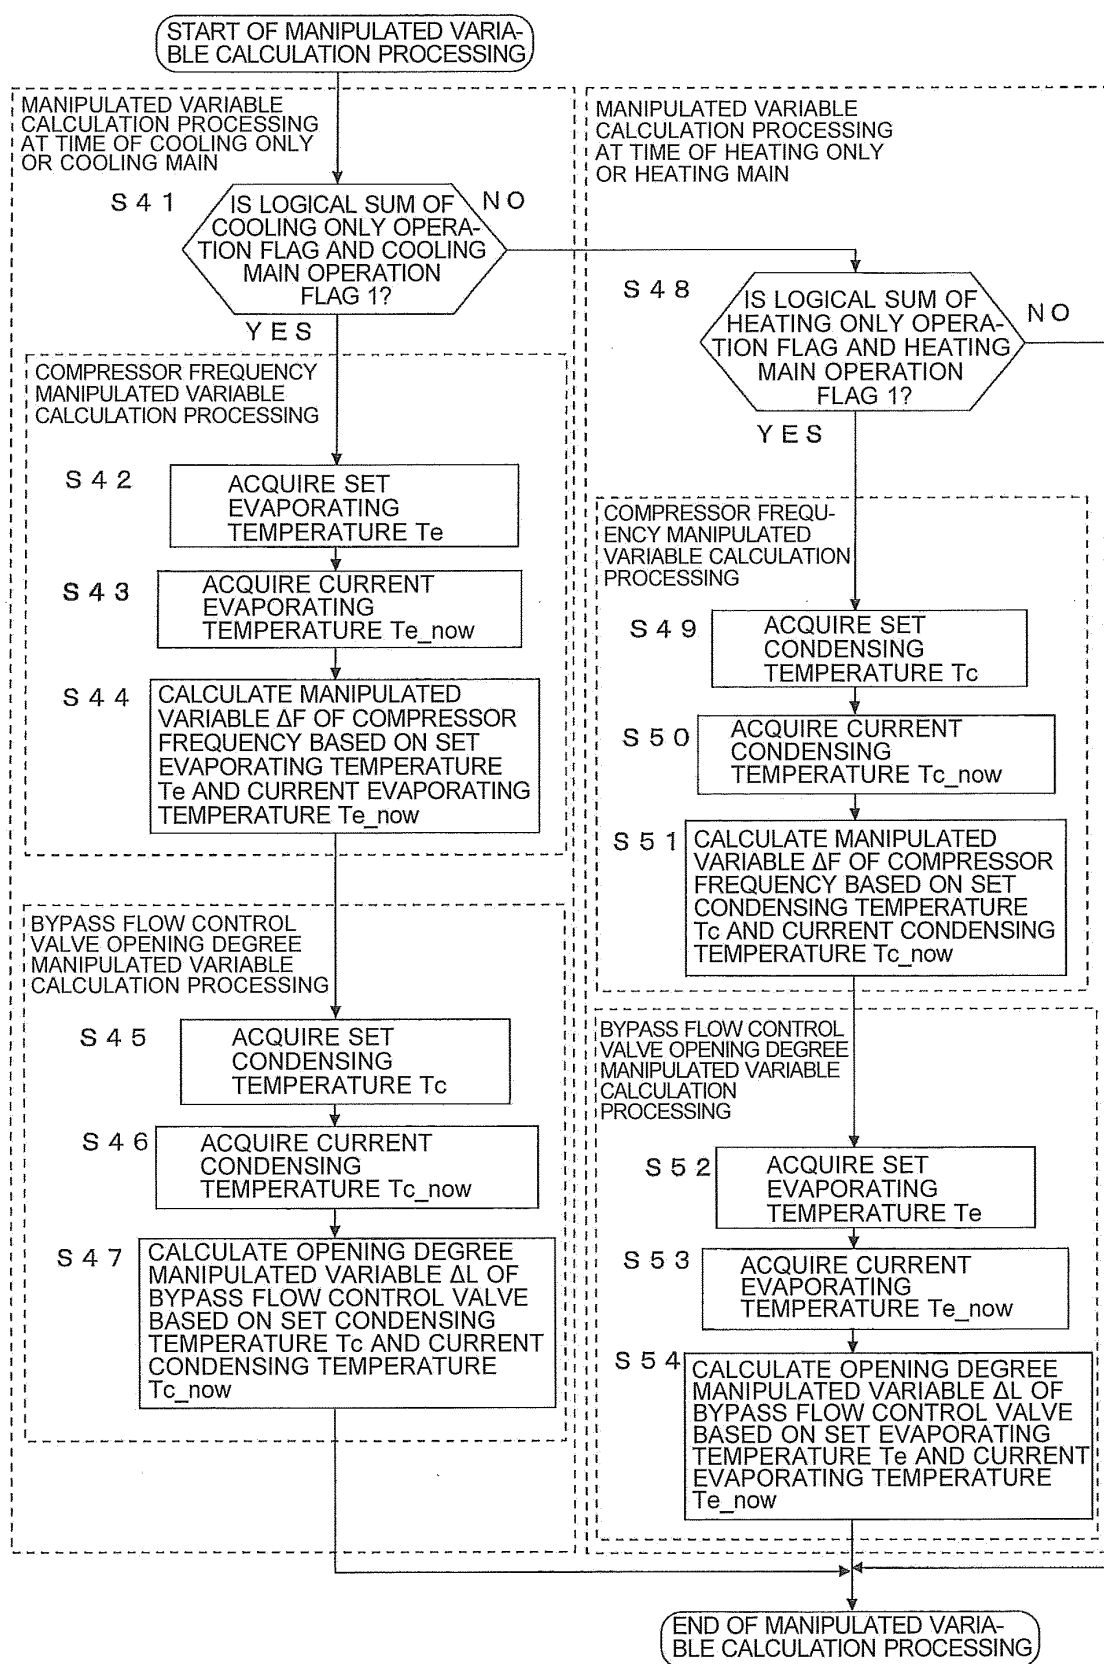 START OF MANIPULATED VARIA-
BLE CALCULATION PROCESSING
MANIPULATED VARIABLE
CALCULATION PROCESSING
AT TIME OF COOLING ONLY
OR COOLING MAIN
S41
IS LOGICAL SUM OF
COOLING ONLY OPERA-
TION FLAG AND COOLING
MAIN OPERATION
FLAG 1?
NO
YES
COMPRESSOR FREQUENCY
MANIPULATED VARIABLE
CALCULATION PROCESSING
S42
ACQUIRE SET
EVAPORATING
TEMPERATURE Te
S43
ACQUIRE CURRENT
EVAPORATING
TEMPERATURE Te_now
S44
CALCULATE MANIPULATED
VARIABLE ΔF OF COMPRESSOR
FREQUENCY BASED ON SET
EVAPORATING TEMPERATURE
Te AND CURRENT EVAPORATING
TEMPERATURE Te_now
BYPASS FLOW CONTROL
VALVE OPENING DEGREE
MANIPULATED VARIABLE
CALCULATION PROCESSING
S45
ACQUIRE SET
CONDENSING
TEMPERATURE Tc
S46
ACQUIRE CURRENT
CONDENSING
TEMPERATURE Tc_now
S47
CALCULATE OPENING DEGREE
MANIPULATED VARIABLE ΔL OF
BYPASS FLOW CONTROL VALVE
BASED ON SET CONDENSING
TEMPERATURE Tc AND CURRENT
CONDENSING TEMPERATURE
Tc_now
MANIPULATED VARIABLE
CALCULATION PROCESSING
AT TIME OF HEATING ONLY
OR HEATING MAIN
S48
IS LOGICAL SUM OF
HEATING ONLY OPERA-
TION FLAG AND HEATING
MAIN OPERATION
FLAG 1?
NO
YES
COMPRESSOR FREQU-
ENCY MANIPULATED
VARIABLE CALCULATION
PROCESSING
S49
ACQUIRE SET
CONDENSING
TEMPERATURE Tc
S50
ACQUIRE CURRENT
CONDENSING
TEMPERATURE Tc_now
S51
CALCULATE MANIPULATED
VARIABLE ΔF OF COMPRESSOR
FREQUENCY BASED ON SET
CONDENSING TEMPERATURE
Tc AND CURRENT CONDENSING
TEMPERATURE Tc_now
BYPASS FLOW CONTROL
VALVE OPENING DEGREE
MANIPULATED VARIABLE
CALCULATION
PROCESSING
S52
ACQUIRE SET
EVAPORATING
TEMPERATURE Te
S53
ACQUIRE CURRENT
EVAPORATING
TEMPERATURE Te_now
S54
CALCULATE OPENING DEGREE
MANIPULATED VARIABLE ΔL OF
BYPASS FLOW CONTROL VALVE
BASED ON SET EVAPORATING
TEMPERATURE Te AND CURRENT
EVAPORATING TEMPERATURE
Te_now
END OF MANIPULATED VARIA-
BLE CALCULATION PROCESSING